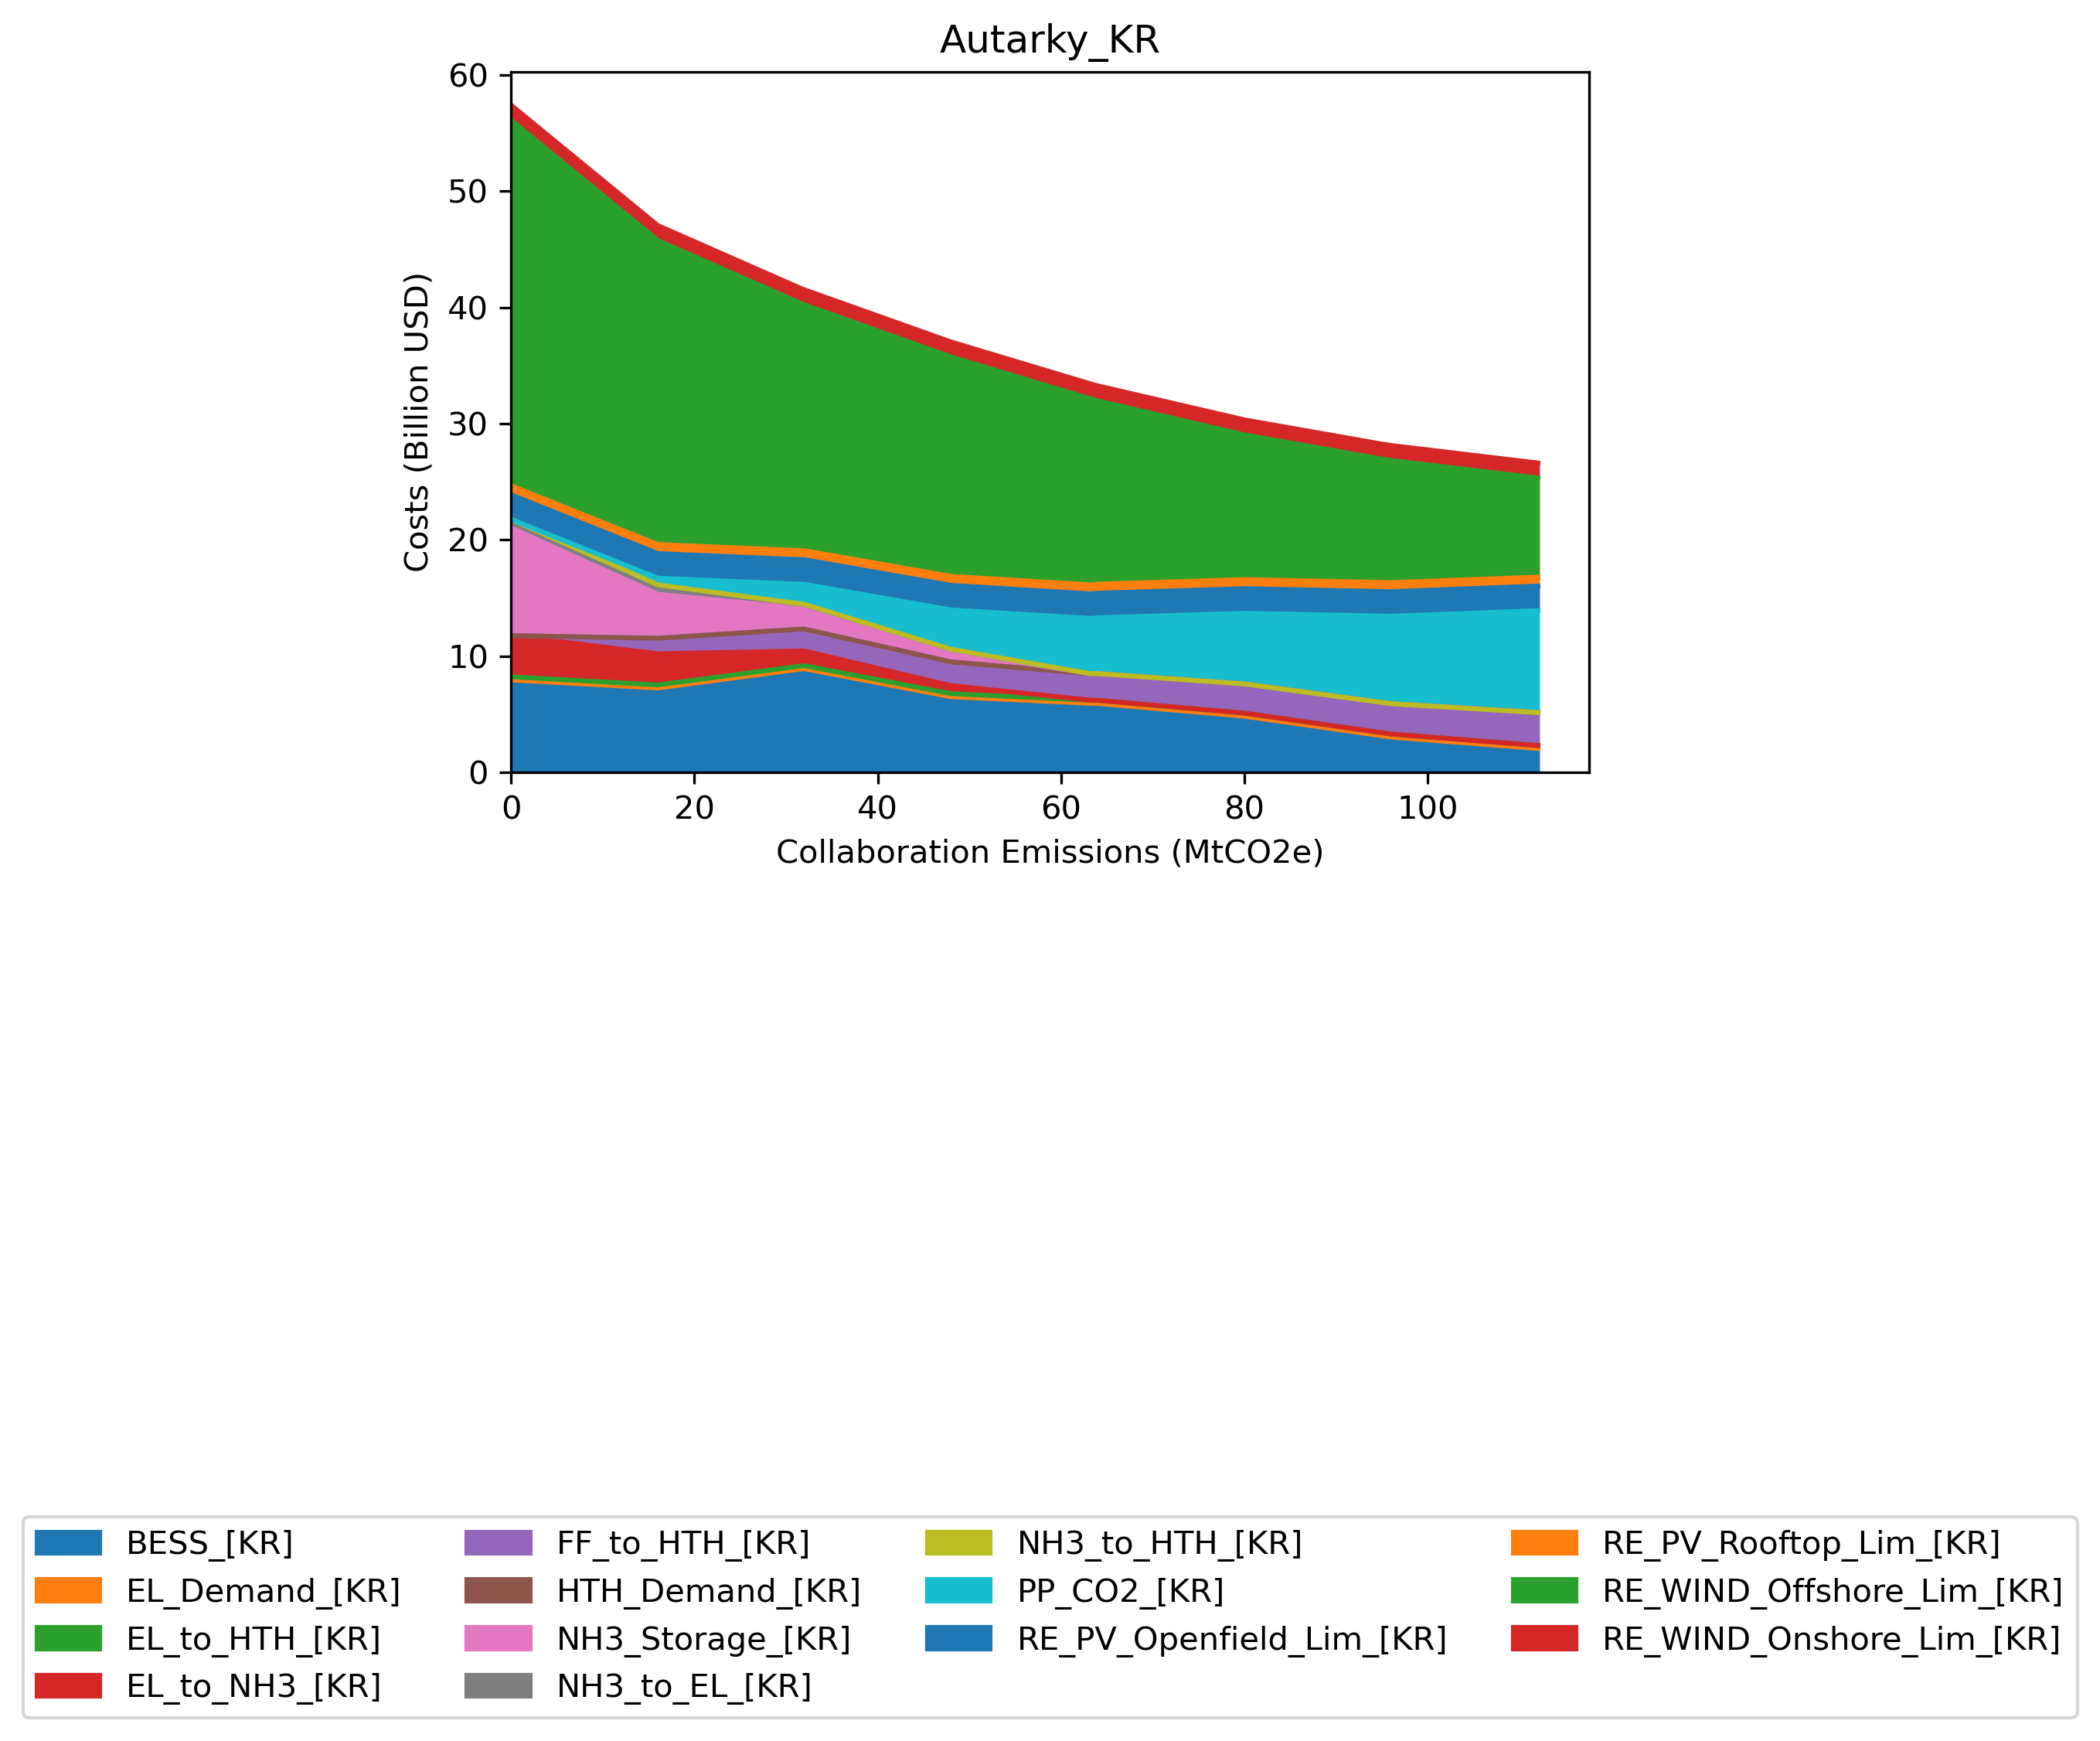 Autarky_KR
60
50
40
30
20
10
0
Costs (Billion USD)
0 20 40 60 80 100
Collaboration Emissions (MtCO2e)
BESS_[KR]
EL_Demand_[KR]
EL_to_HTH_[KR]
EL_to_NH3_[KR]
FF_to_HTH_[KR]
HTH_Demand_[KR]
NH3_Storage_[KR]
NH3_to_EL_[KR]
NH3_to_HTH_[KR]
PP_CO2_[KR]
RE_PV_Openfield_Lim_[KR]
RE_PV_Rooftop_Lim_[KR]
RE_WIND_Offshore_Lim_[KR]
RE_WIND_Onshore_Lim_[KR]